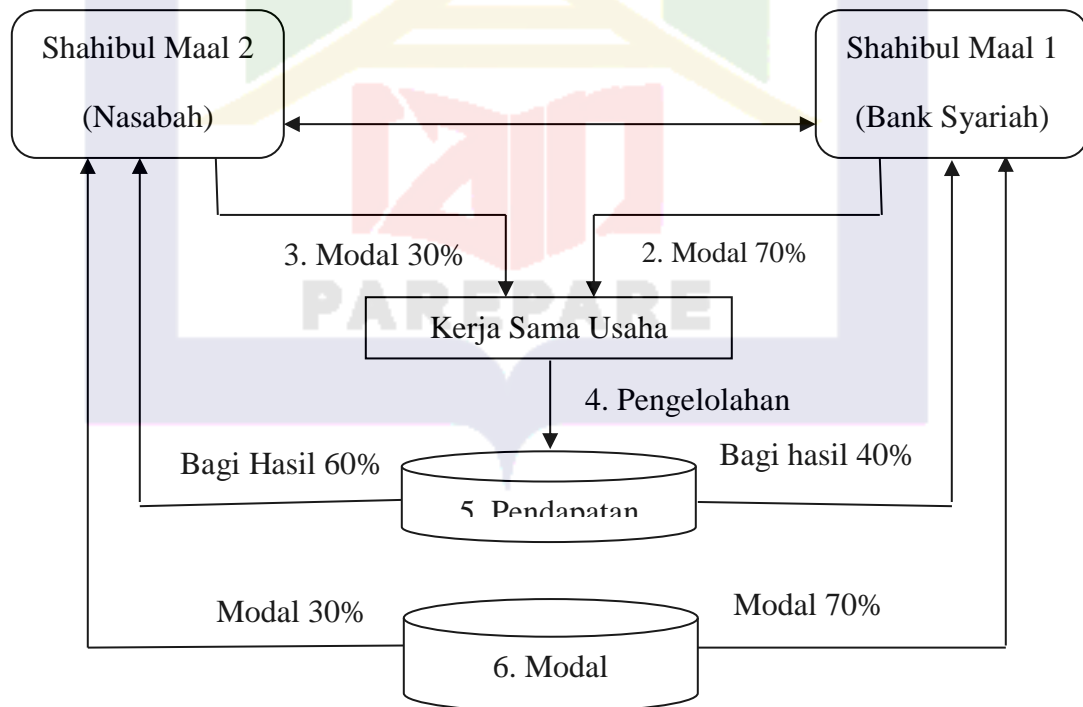 Shahibul Maal 2
(Nasabah)
Shahibul Maal 1
(Bank Syariah)
3. Modal 30%
2. Modal 70%
PAREPARE
Kerja Sama Usaha
4. Pengelolahan
Bagi Hasil 60%
Bagi hasil 40%
5. Pendapatan
Modal 30%
Modal 70%
6. Modal